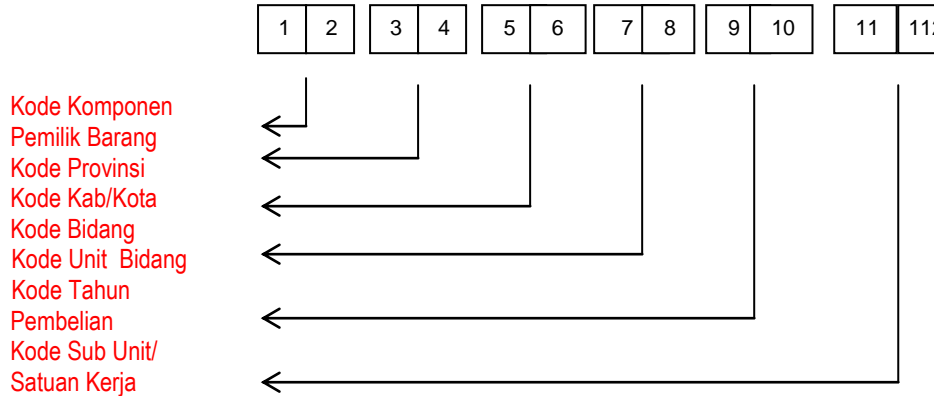 1 2 3 4 5 6 7 8 9 10 11 112
Kode Komponen
Pemilik Barang
Kode Provinsi
Kode Kab/Kota
Kode Bidang
Kode Unit Bidang
Kode Tahun
Pembelian
Kode Sub Unit/
Satuan Kerja